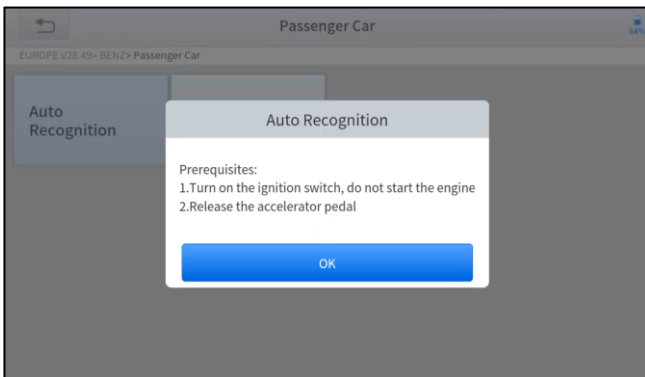 Passenger Car
64%
EUROPE V28.49> BENZ> Passenger Car
Auto
Recognition
Auto Recognition
Prerequisites:
1.Turn on the ignition switch, do not start the engine
2.Release the accelerator pedal
OK